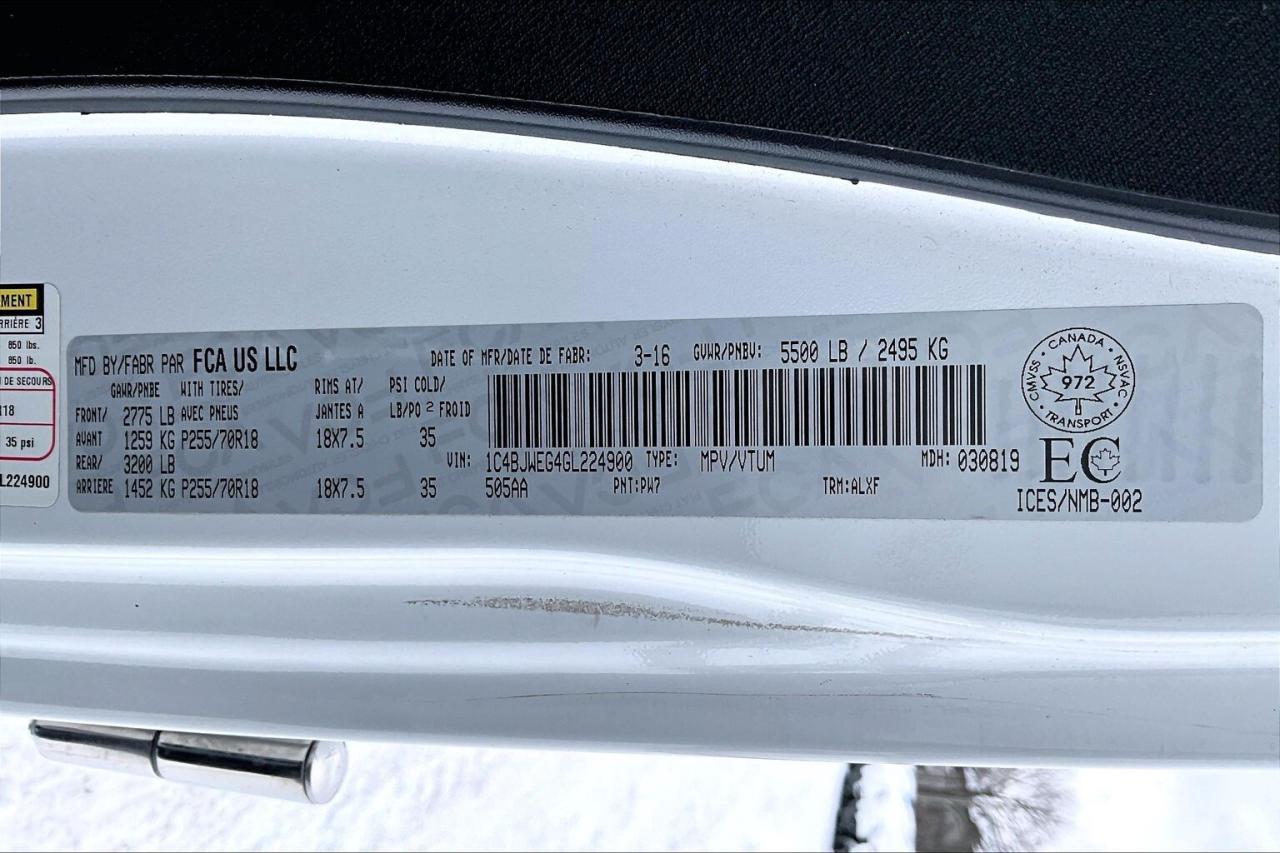 MENT
RRIÈRE 3
850 lbs.
850 lb.
DE SECOURS
R18
35 psi
L224900
MFD BY/FABR PAR FCA US LLC
DATE OF MFR/DATE DE FABR: 3-16 GVWR/PNBV: 5500 LB / 2495 KG
GAWR/PNBE WITH TIRES/ RIMS AT/ PSI COLD/
FRONT/ 2775 LB AVEC PNEUS JANTES A LB/PO 2 FROID
AVANT 1259 KG P255/70R18 18X7.5 35
REAR/ 3200 LB
ARRIERE 1452 KG P255/70R18 18X7.5 35
VIN: 1C4BJWEG4GL224900 TYPE: MPV/VTUM MDH: 030819
505AA PNT:PW7 TRM:ALXF
CMVSS · CANADA · NSVAC · TRANSPORT ·
972
EC
ICES/NMB-002